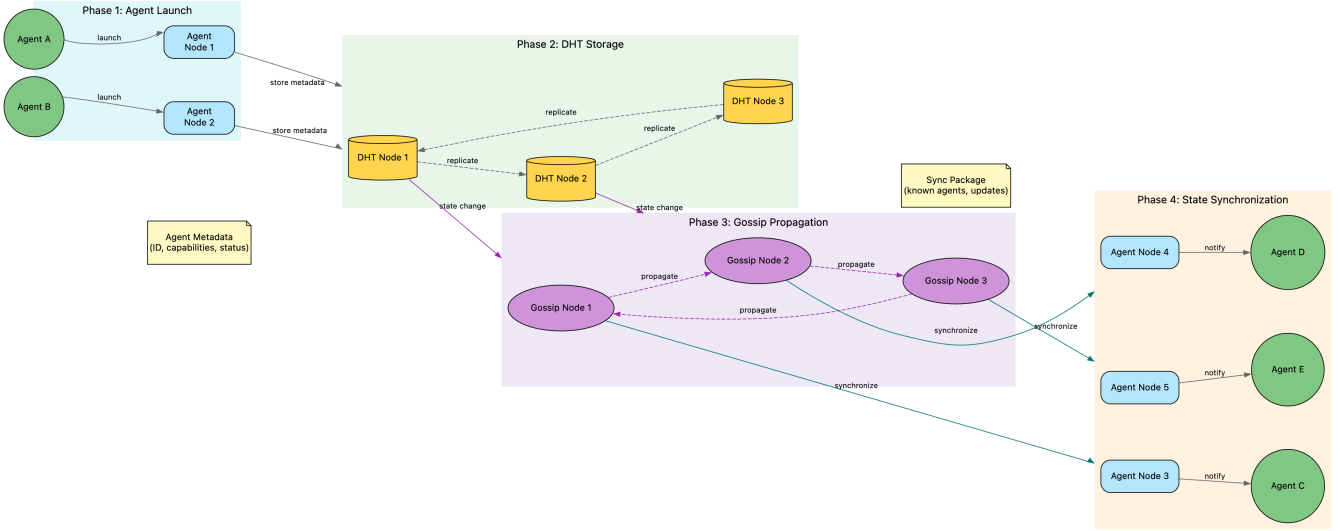 Phase 1: Agent Launch
Agent A
launch
Agent
Node 1
Agent B
launch
Agent
Node 2
store metadata
store metadata
Agent Metadata
(ID, capabilities, status)
Phase 2: DHT Storage
DHT Node 1
DHT Node 2
DHT Node 3
replicate
replicate
replicate
state change
state change
Phase 3: Gossip Propagation
Gossip Node 1
Gossip Node 2
Gossip Node 3
propagate
propagate
propagate
synchronize
synchronize
synchronize
Sync Package
(known agents, updates)
Phase 4: State Synchronization
Agent Node 4
notify
Agent D
Agent Node 5
notify
Agent E
Agent Node 3
notify
Agent C